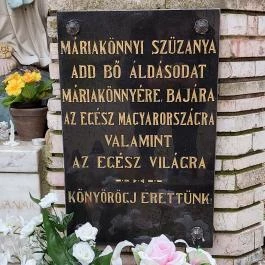 MÁRIAKÖNNYI SZŰZANYA
ADD BŐ ÁLDÁSODAT
MÁRIAKÖNNYÉRE, BAJÁRA
AZ EGÉSZ MAGYARORSZÁGRA
VALAMINT
AZ EGÉSZ VILÁGRA
KÖNYÖRÖGJ ÉRETTÜNK